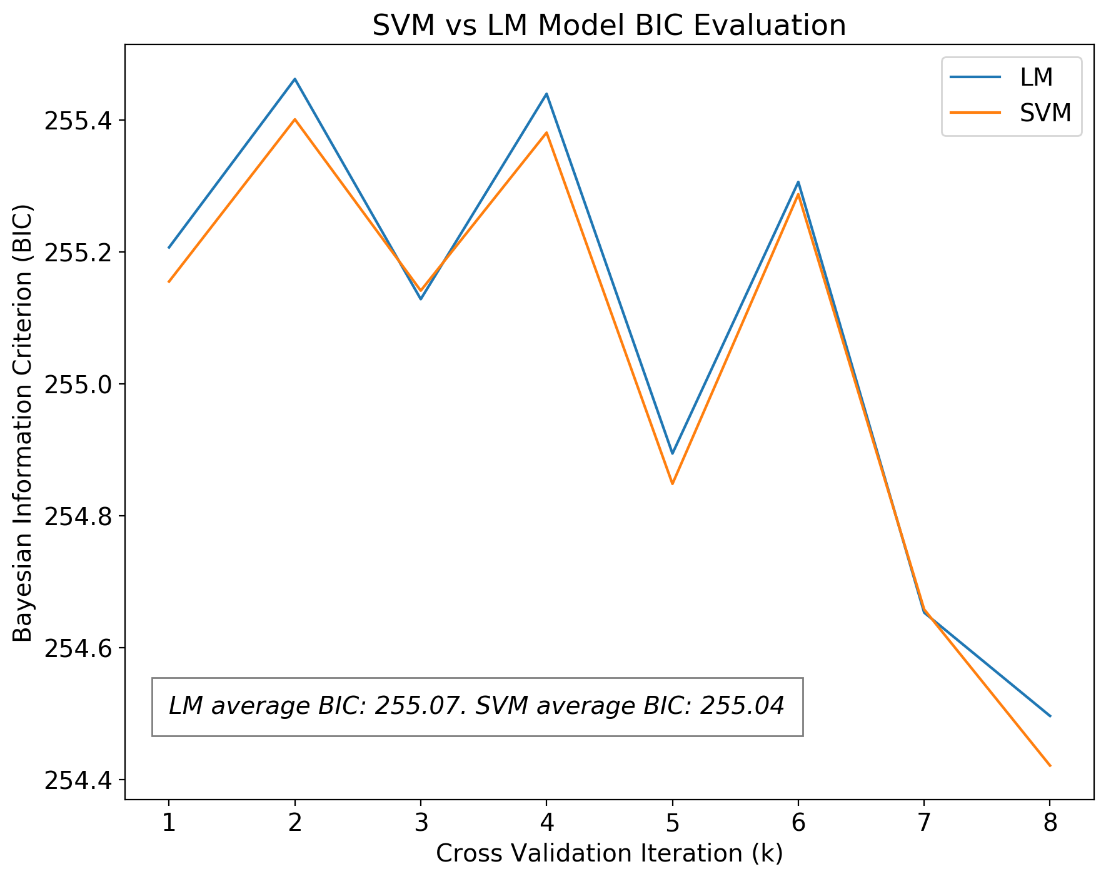 SVM vs LM Model BIC Evaluation
LM
SVM
Bayesian Information Criterion (BIC)
255.4
255.2
255.0
254.8
254.6
254.4
LM average BIC: 255.07. SVM average BIC: 255.04
1 2 3 4 5 6 7 8
Cross Validation Iteration (k)